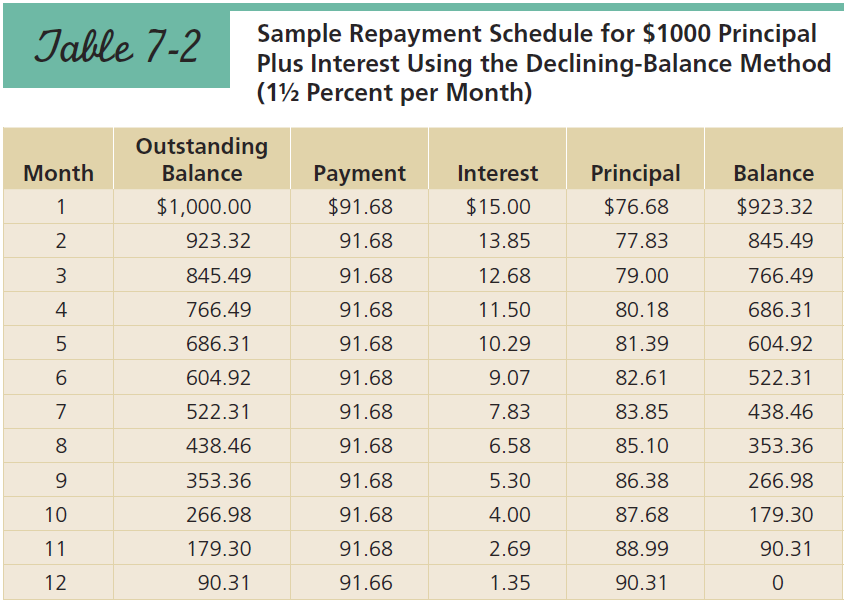 Table 7-2
Sample Repayment Schedule for $1000 Principal
Plus Interest Using the Declining-Balance Method
(1½ Percent per Month)
Month Outstanding Balance Payment Interest Principal Balance
1 $1,000.00 $91.68 $15.00 $76.68 $923.32
2 923.32 91.68 13.85 77.83 845.49
3 845.49 91.68 12.68 79.00 766.49
4 766.49 91.68 11.50 80.18 686.31
5 686.31 91.68 10.29 81.39 604.92
6 604.92 91.68 9.07 82.61 522.31
7 522.31 91.68 7.83 83.85 438.46
8 438.46 91.68 6.58 85.10 353.36
9 353.36 91.68 5.30 86.38 266.98
10 266.98 91.68 4.00 87.68 179.30
11 179.30 91.68 2.69 88.99 90.31
12 90.31 91.66 1.35 90.31 0